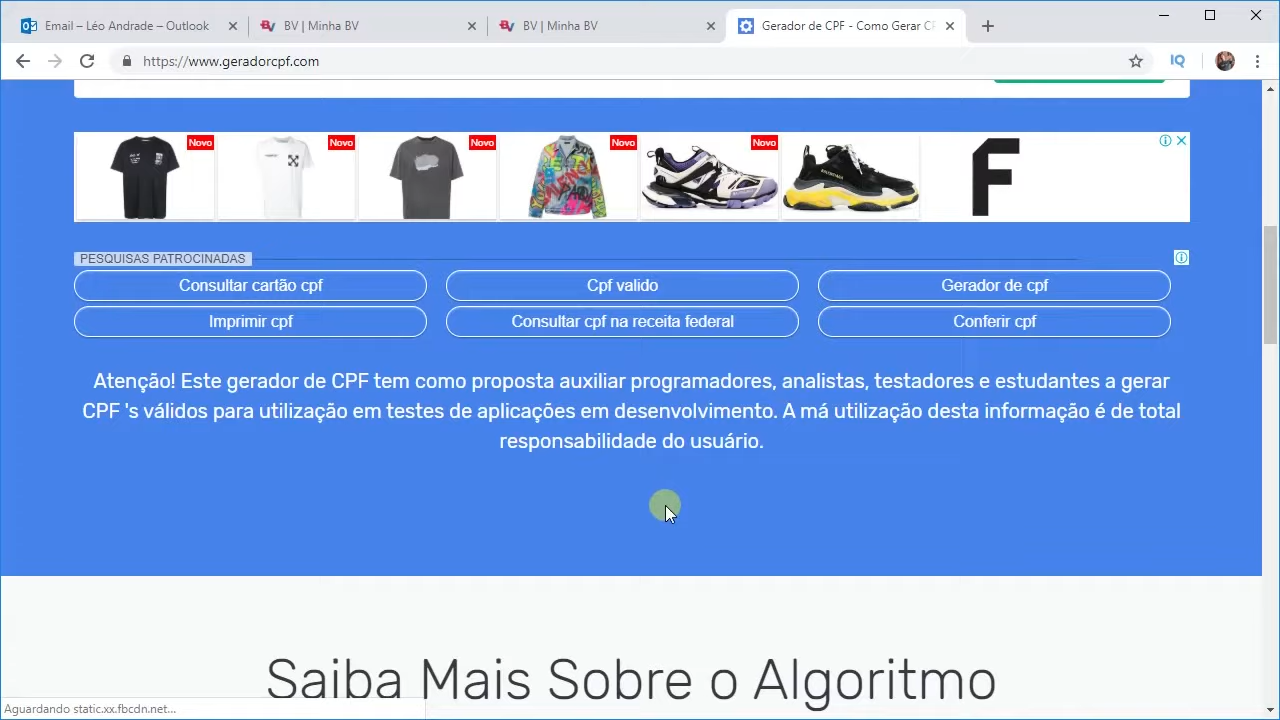 Email – Léo Andrade – Outlook
BV | Minha BV
BV | Minha BV
Gerador de CPF - Como Gerar CP
https://www.geradorcpf.com
IQ
Novo
Novo
Novo
Novo
Novo
F
PESQUISAS PATROCINADAS
Consultar cartão cpf
Cpf valido
Gerador de cpf
Imprimir cpf
Consultar cpf na receita federal
Conferir cpf
Atenção! Este gerador de CPF tem como proposta auxiliar programadores, analistas, testadores e estudantes a gerar
CPF 's válidos para utilização em testes de aplicações em desenvolvimento. A má utilização desta informação é de total
responsabilidade do usuário.
Saiba Mais Sobre o Algoritmo
Aguardando static.xx.fbcdn.net...